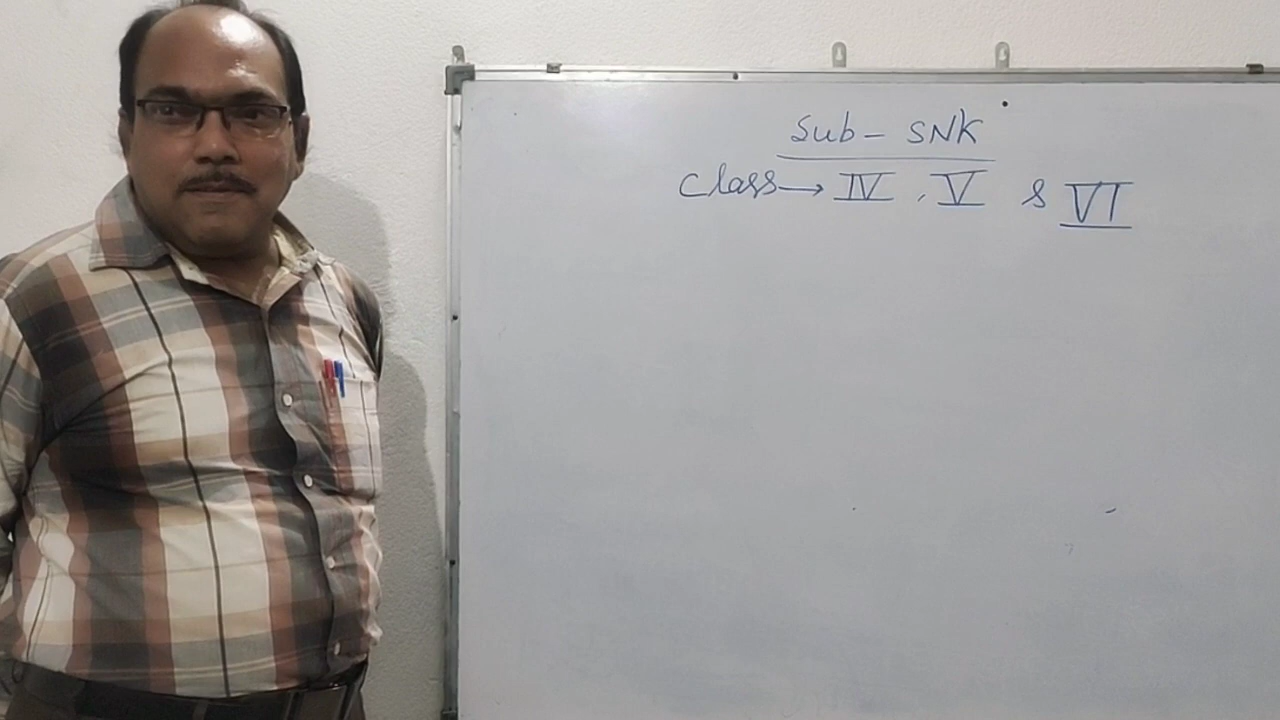 Sub - SNK
Class → IV, V & VI